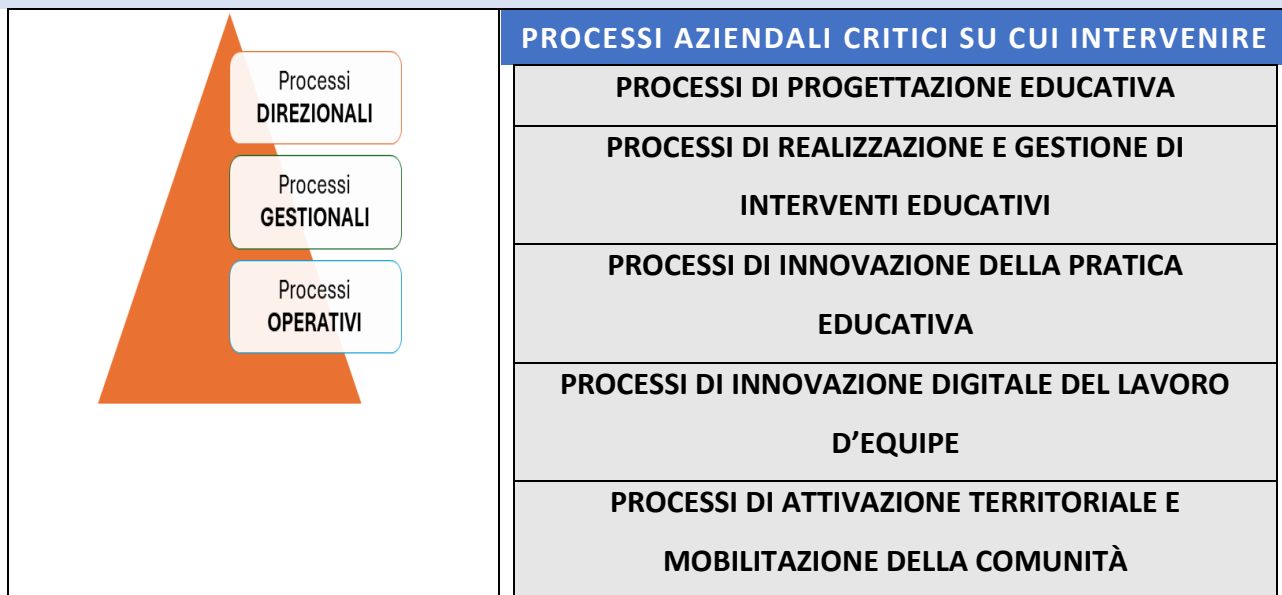 Processi
DIREZIONALI
Processi
GESTIONALI
Processi
OPERATIVI
PROCESSI AZIENDALI CRITICI SU CUI INTERVENIRE
PROCESSI DI PROGETTAZIONE EDUCATIVA
PROCESSI DI REALIZZAZIONE E GESTIONE DI
INTERVENTI EDUCATIVI
PROCESSI DI INNOVAZIONE DELLA PRATICA
EDUCATIVA
PROCESSI DI INNOVAZIONE DIGITALE DEL LAVORO
D’EQUIPE
PROCESSI DI ATTIVAZIONE TERRITORIALE E
MOBILITAZIONE DELLA COMUNITÀ